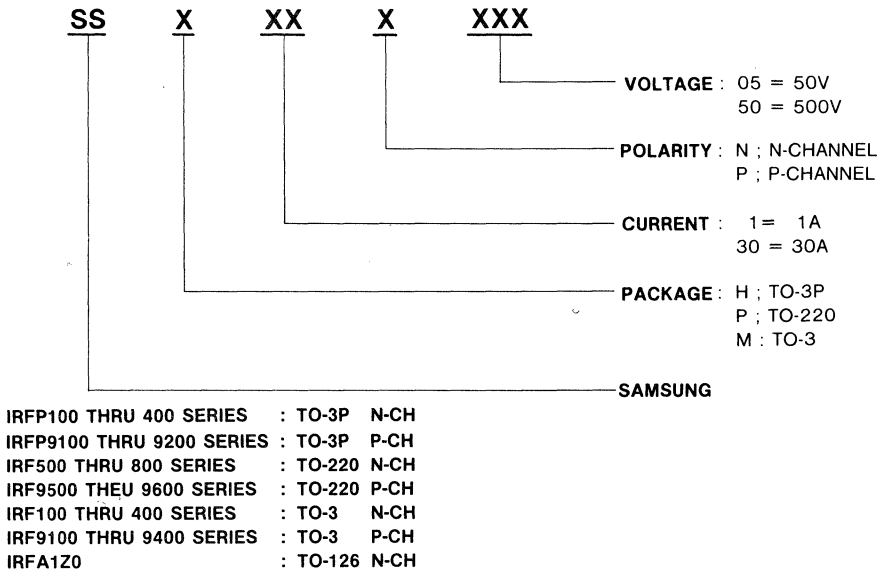 SS X XX X XXX
VOLTAGE : 05 = 50V
50 = 500V
POLARITY : N ; N-CHANNEL
P ; P-CHANNEL
CURRENT : 1 = 1A
30 = 30A
PACKAGE : H ; TO-3P
P ; TO-220
M : TO-3
SAMSUNG
IRFP100 THRU 400 SERIES : TO-3P N-CH
IRFP9100 THRU 9200 SERIES : TO-3P P-CH
IRF500 THRU 800 SERIES : TO-220 N-CH
IRF9500 THEU 9600 SERIES : TO-220 P-CH
IRF100 THRU 400 SERIES : TO-3 N-CH
IRF9100 THRU 9400 SERIES : TO-3 P-CH
IRFA1Z0 : TO-126 N-CH